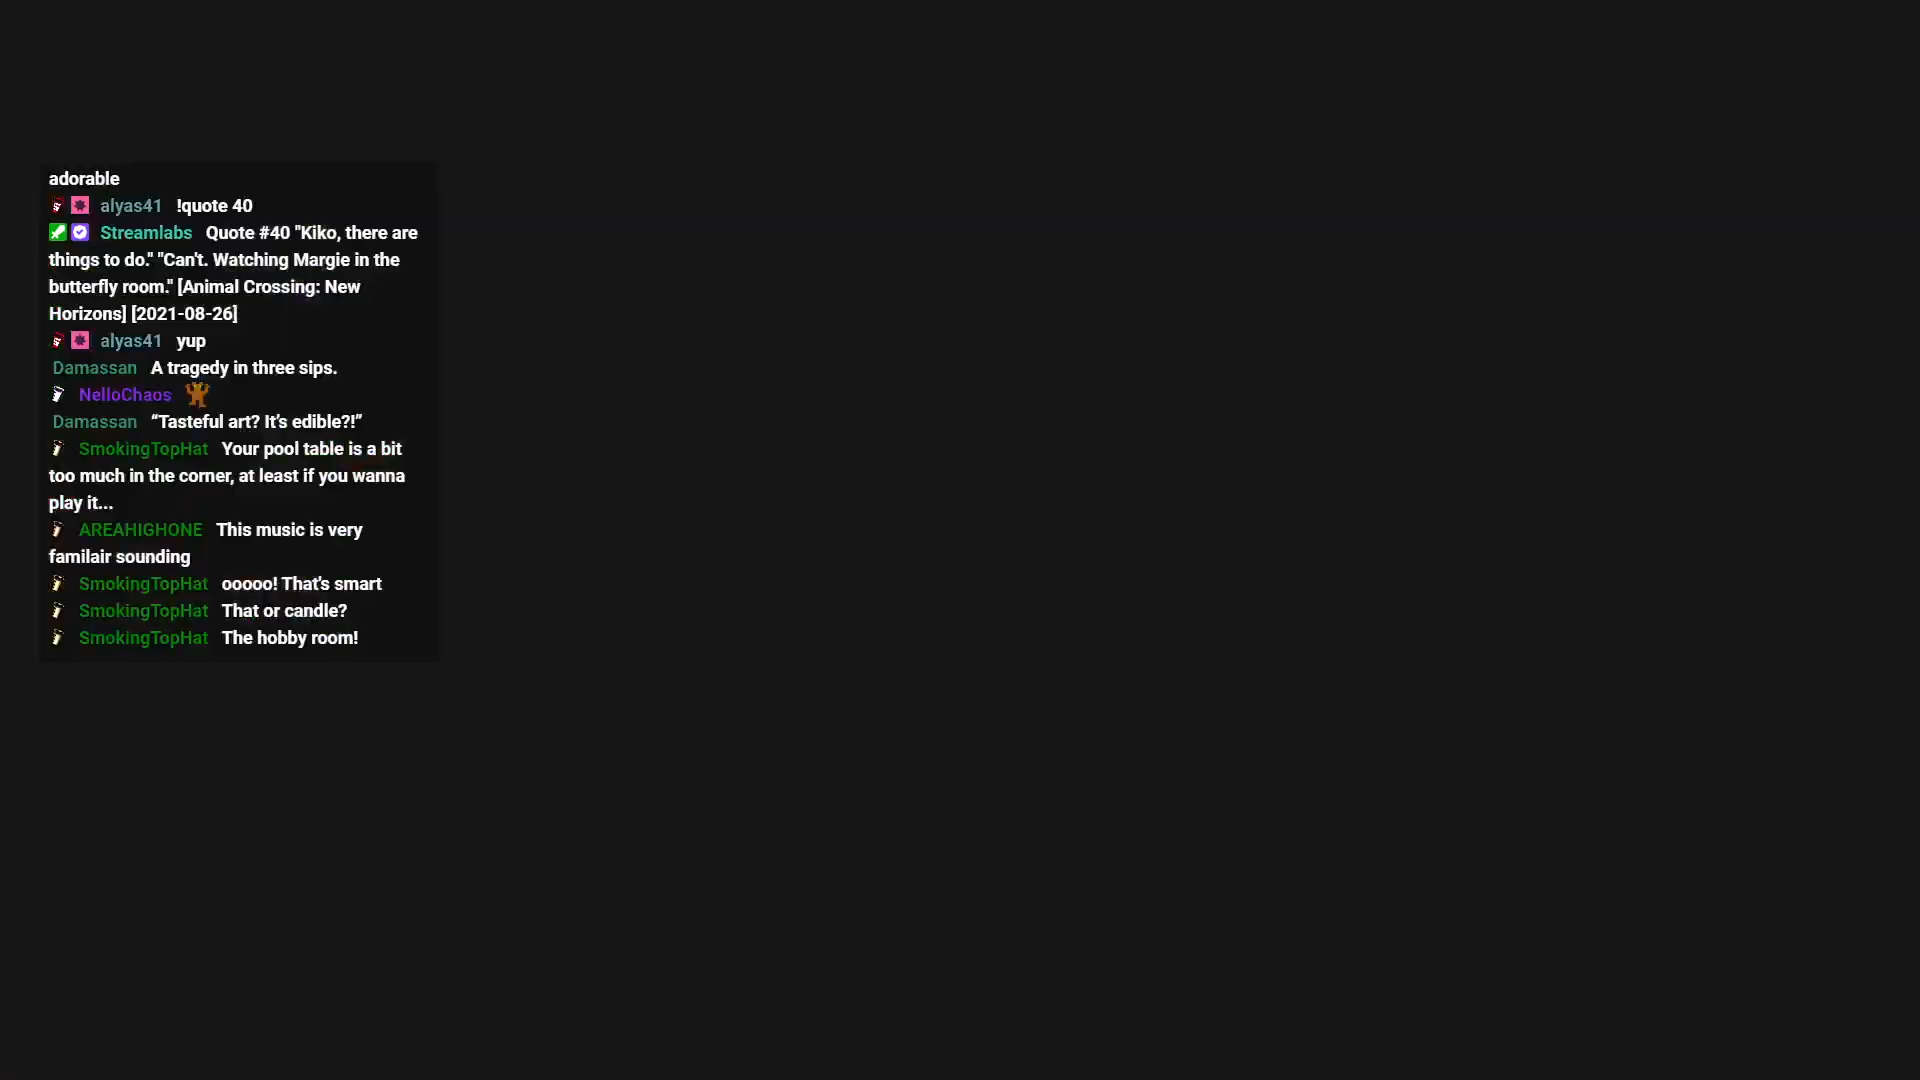 adorable
alyas41 !quote 40
Streamlabs Quote #40 "Kiko, there are
things to do." "Can't. Watching Margie in the
butterfly room." [Animal Crossing: New
Horizons] [2021-08-26]
alyas41 yup
Damassan A tragedy in three sips.
NelloChaos
Damassan “Tasteful art? It’s edible?!”
SmokingTopHat Your pool table is a bit
too much in the corner, at least if you wanna
play it...
AREAHIGHONE This music is very
familair sounding
SmokingTopHat ooooo! That's smart
SmokingTopHat That or candle?
SmokingTopHat The hobby room!